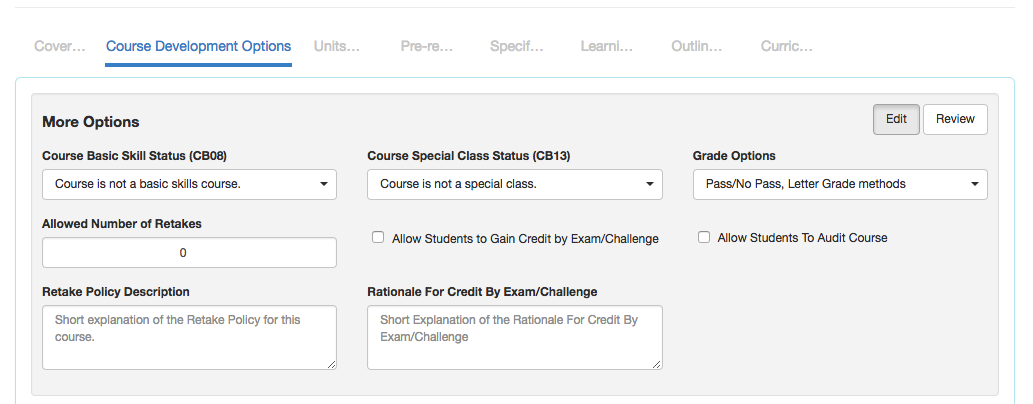 Cover... Course Development Options Units... Pre-re... Specif... Learni... Outlin... Curric...
More Options Edit Review
Course Basic Skill Status (CB08) Course Special Class Status (CB13) Grade Options
Course is not a basic skills course. Course is not a special class. Pass/No Pass, Letter Grade methods
Allowed Number of Retakes
0 Allow Students to Gain Credit by Exam/Challenge Allow Students To Audit Course
Retake Policy Description Rationale For Credit By Exam/Challenge
Short explanation of the Retake Policy for this Short Explanation of the Rationale For Credit By
course. Exam/Challenge